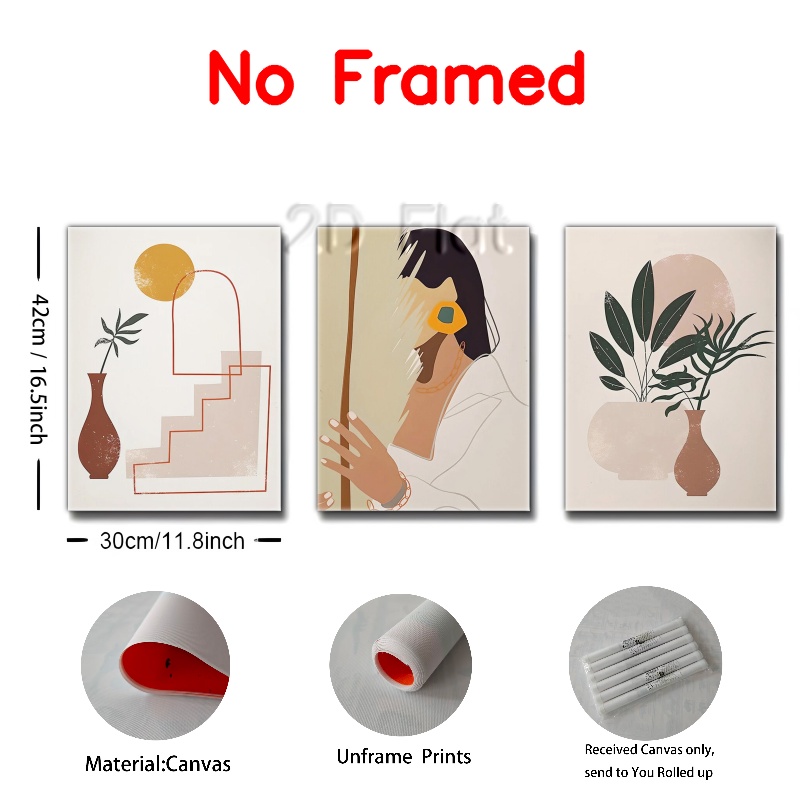 No Framed
2D Flat
42cm / 16.5inch
30cm/11.8inch
Material:Canvas
Unframe Prints
Received Canvas only,
send to You Rolled up